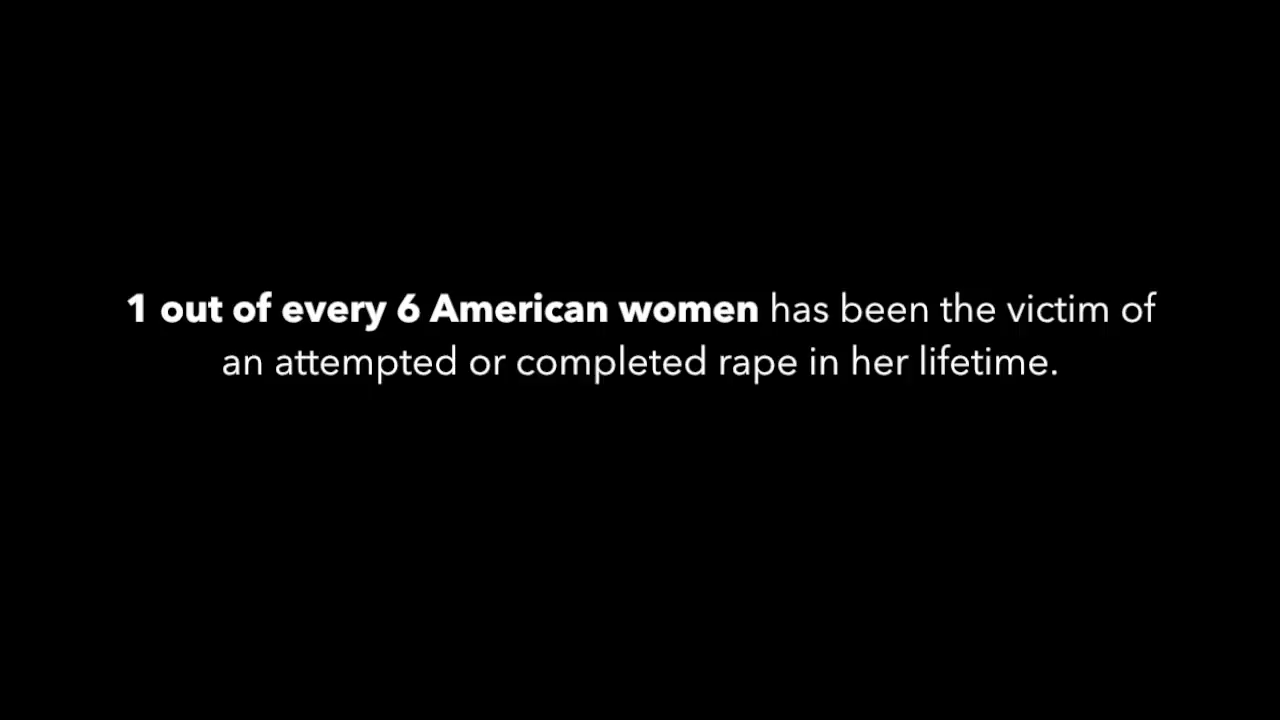 1 out of every 6 American women has been the victim of
an attempted or completed rape in her lifetime.